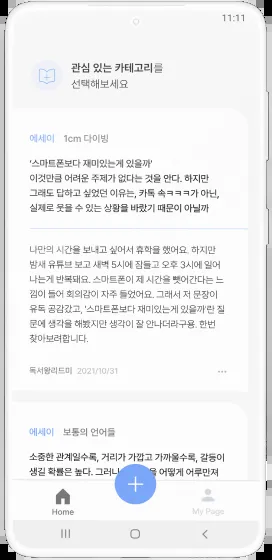 11:11
관심 있는 카테고리를
선택해보세요
에세이 1cm 다이빙
'스마트폰보다 재미있는게 있을까'
이것만큼 어려운 주제가 없다는 것을 안다. 하지만
그래도 답하고 싶었던 이유는, 카톡 속ㅋㅋㅋ가 아닌,
실제로 웃을 수 있는 상황을 바랐기 때문이 아닐까
나만의 시간을 보내고 싶어서 휴학을 했어요. 하지만
밤새 유튜브 보고 새벽 5시에 잠들고 오후 3시에 일어
나는게 반복돼요. 스마트폰이 제 시간을 뺏어간다는 느
낌이 들어 회의감이 자주 들었어요. 그래서 저 문장이
유독 공감갔고, '스마트폰보다 재미있는게 있을까'란 질
문에 생각을 해봤지만 생각이 잘 안나더라구용. 한번
찾아보려합니다.
독서왕리드미 2021/10/31 ...
에세이 보통의 언어들
소중한 관계일수록, 거리가 가깝고 가까울수록, 갈등이
생길 확률은 높다. 그러니 어떻게 어루만져
Home My Page